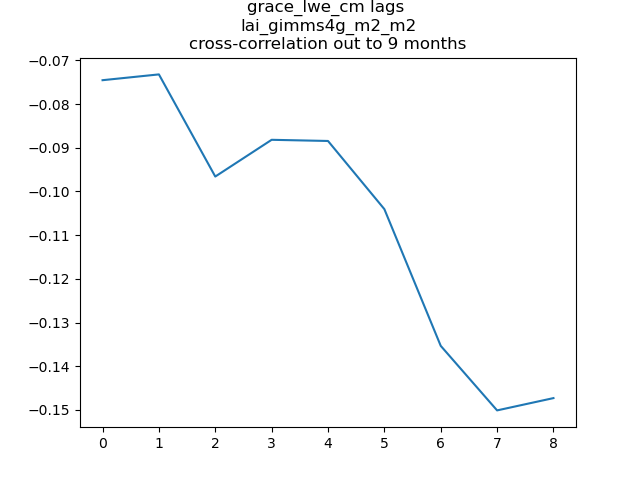 grace_lwe_cm lags
lai_gimms4g_m2_m2
cross-correlation out to 9 months
−0.07
−0.08
−0.09
−0.10
−0.11
−0.12
−0.13
−0.14
−0.15
0 1 2 3 4 5 6 7 8